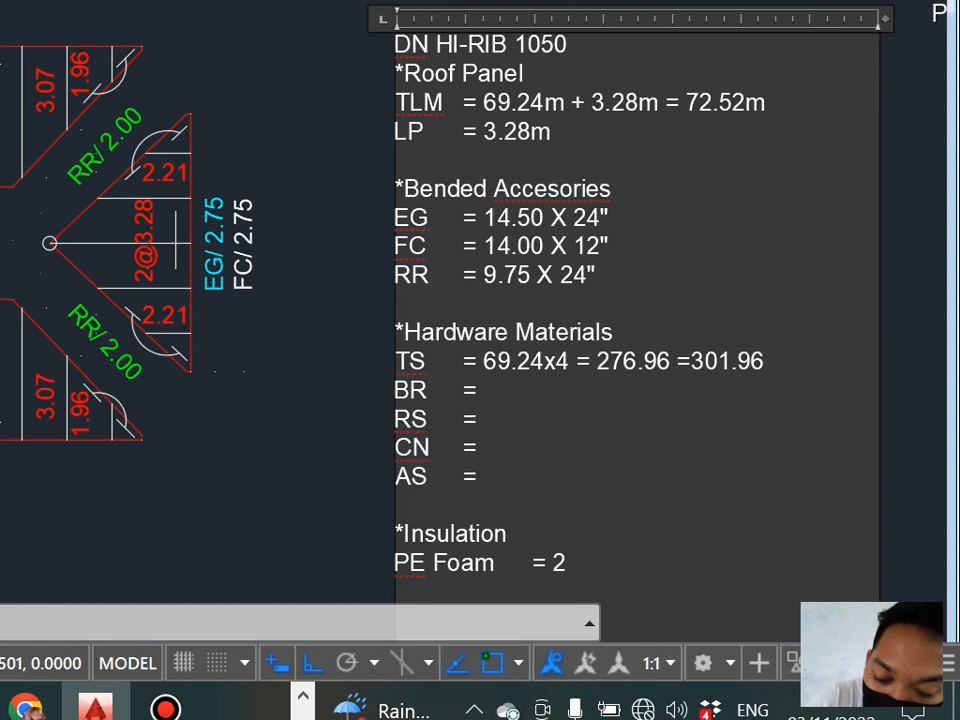 P
DN HI-RIB 1050
*Roof Panel
TLM = 69.24m + 3.28m = 72.52m
LP = 3.28m
*Bended Accesories
EG = 14.50 X 24"
FC = 14.00 X 12"
RR = 9.75 X 24"
*Hardware Materials
TS = 69.24x4 = 276.96 =301.96
BR =
RS =
CN =
AS =
*Insulation
PE Foam = 2
3.07
1.96
RR/ 2.00
2.21
2@3.28
EG/ 2.75
FC/ 2.75
2.21
RR/ 2.00
3.07
1.96
501, 0.0000 MODEL 1:1
Rain... ENG